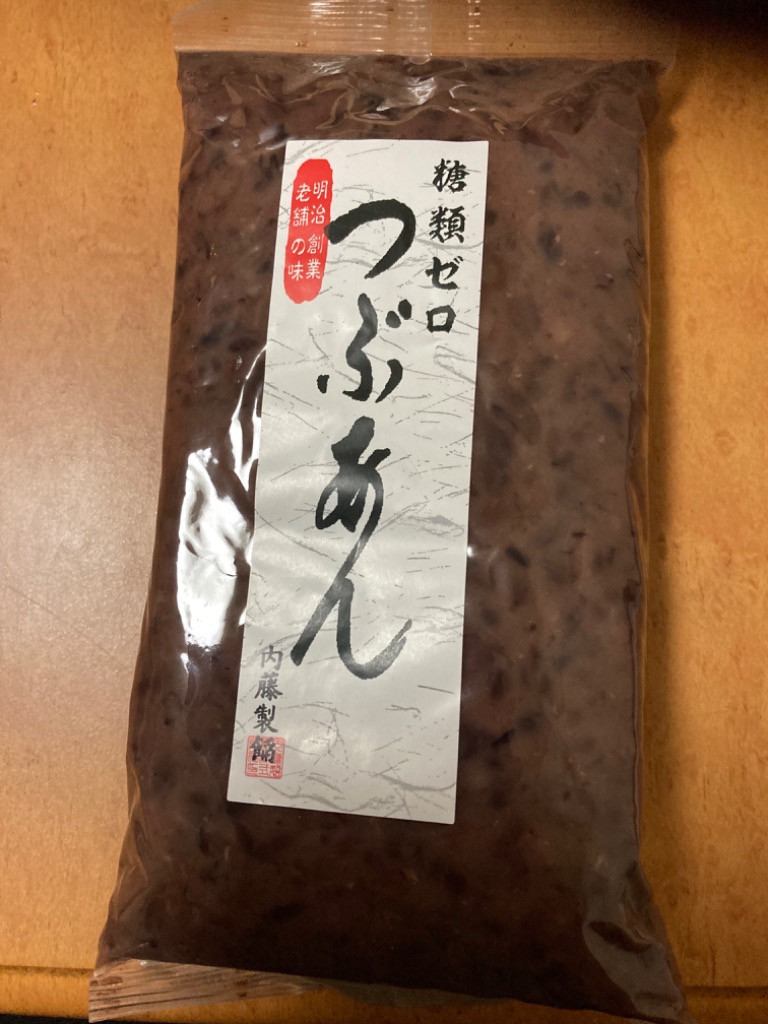 糖類ゼロ
つぶあん
明治創業
老舗の味
内藤製餡